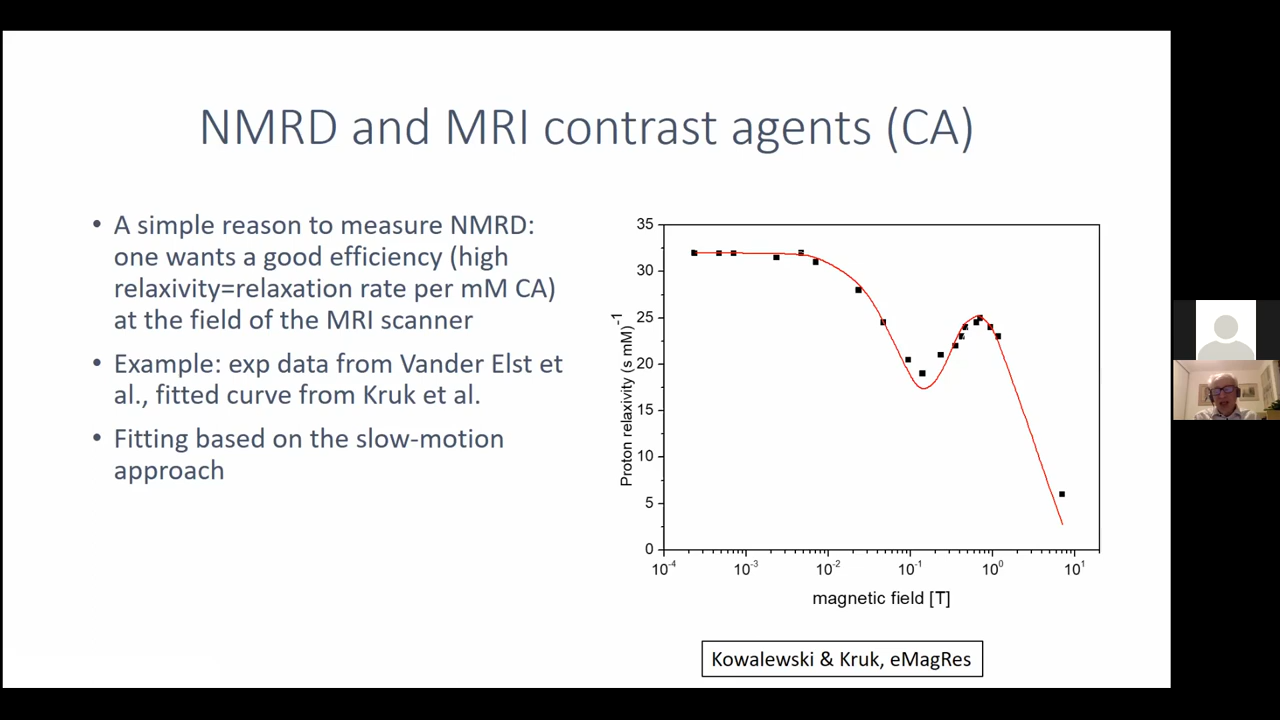 NMRD and MRI contrast agents (CA)
• A simple reason to measure NMRD:
one wants a good efficiency (high
relaxivity=relaxation rate per mM CA)
at the field of the MRI scanner
• Example: exp data from Vander Elst et
al., fitted curve from Kruk et al.
• Fitting based on the slow-motion
approach
Proton relaxivity (s mM)⁻¹
35
30
25
20
15
10
5
0
10⁻⁴ 10⁻³ 10⁻² 10⁻¹ 10⁰ 10¹
magnetic field [T]
Kowalewski & Kruk, eMagRes